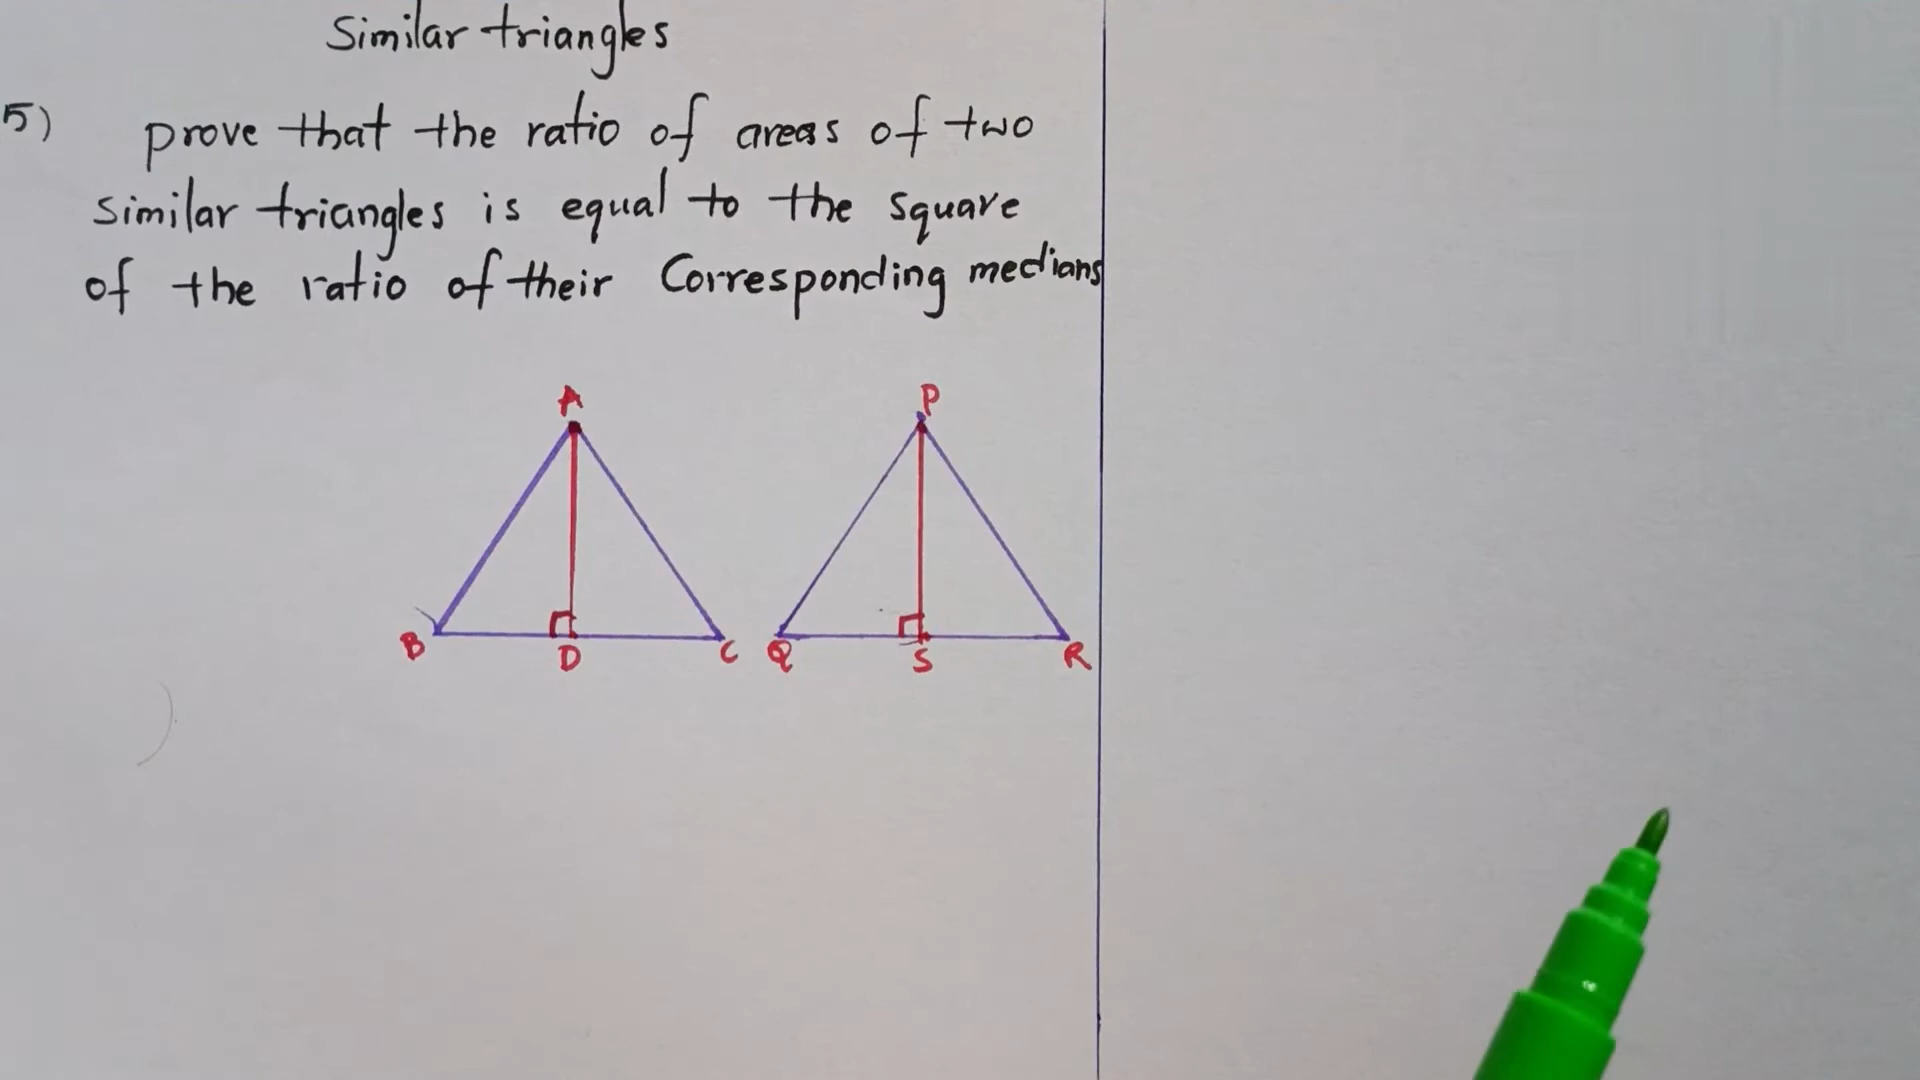 Similar triangles
5) prove that the ratio of areas of two
similar triangles is equal to the square
of the ratio of their Corresponding medians
A P
B D C Q S R